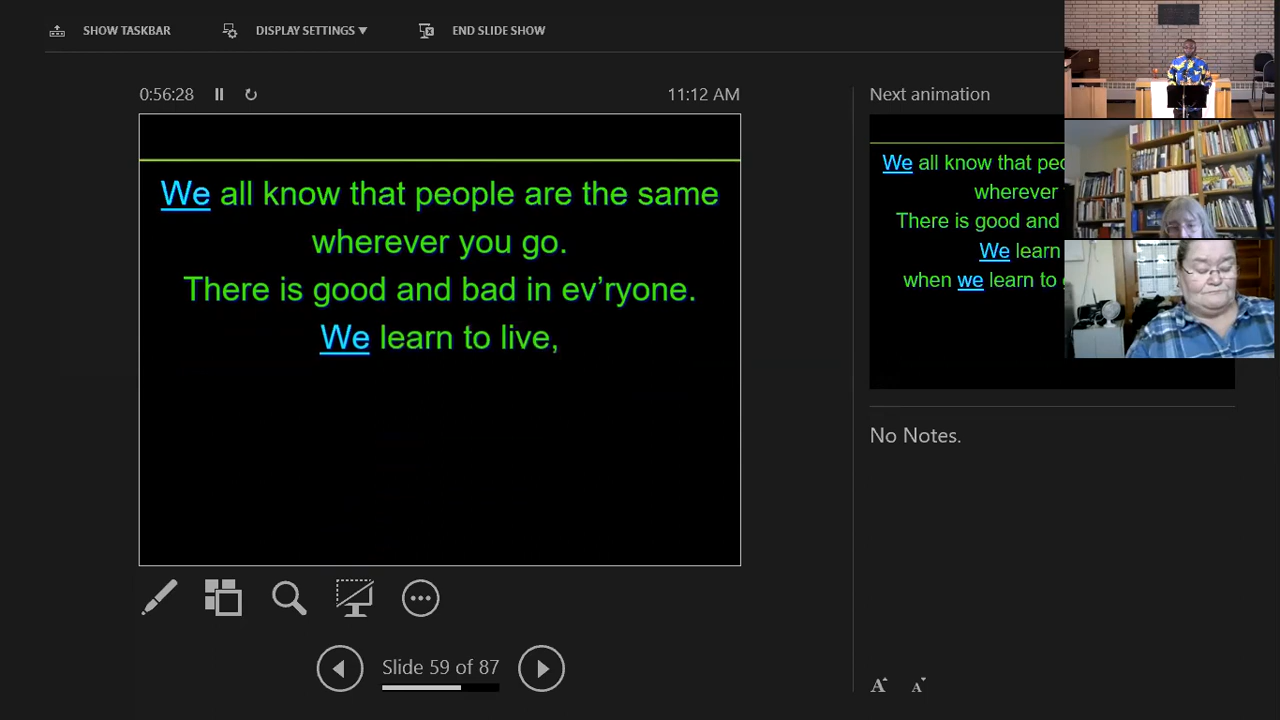 SHOW TASKBAR
DISPLAY SETTINGS
END SLIDE SHOW
0:56:28
11:12 AM
We all know that people are the same
wherever you go.
There is good and bad in ev’ryone.
We learn to live,
Next animation
We all know that
wherever
There is good and
We learn
when we learn to
No Notes.
Slide 59 of 87